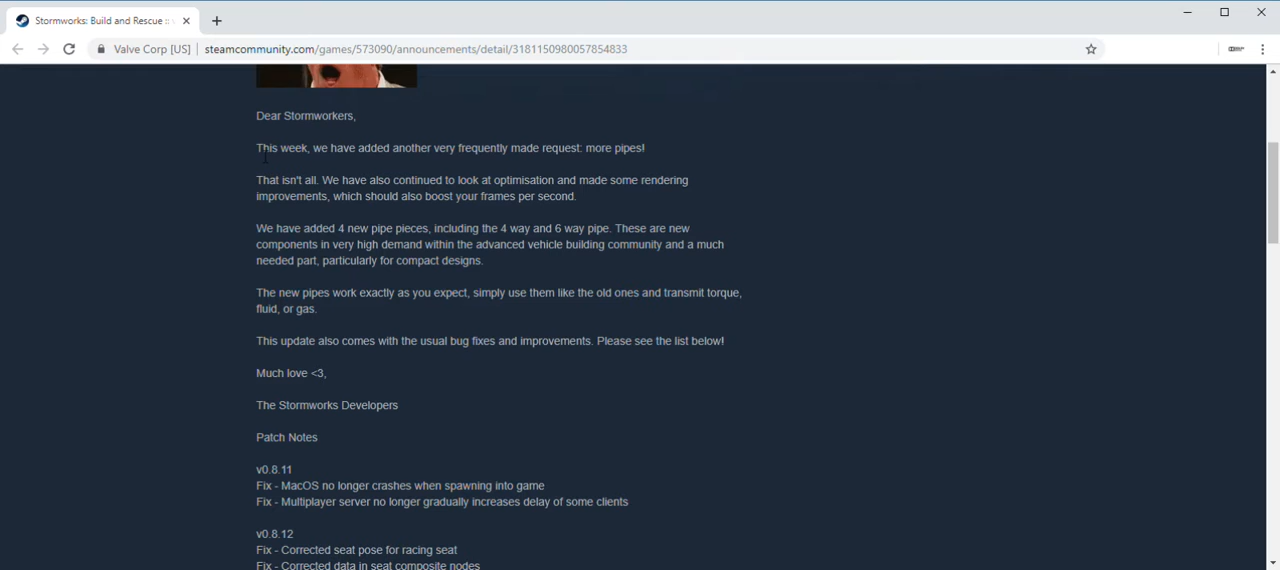 Stormworks: Build and Rescue ::
Valve Corp [US] steamcommunity.com/games/573090/announcements/detail/3181150980057854833
Dear Stormworkers,
This week, we have added another very frequently made request: more pipes!
That isn't all. We have also continued to look at optimisation and made some rendering
improvements, which should also boost your frames per second.
We have added 4 new pipe pieces, including the 4 way and 6 way pipe. These are new
components in very high demand within the advanced vehicle building community and a much
needed part, particularly for compact designs.
The new pipes work exactly as you expect, simply use them like the old ones and transmit torque,
fluid, or gas.
This update also comes with the usual bug fixes and improvements. Please see the list below!
Much love <3,
The Stormworks Developers
Patch Notes
v0.8.11
Fix - MacOS no longer crashes when spawning into game
Fix - Multiplayer server no longer gradually increases delay of some clients
v0.8.12
Fix - Corrected seat pose for racing seat
Fix - Corrected data in seat composite nodes